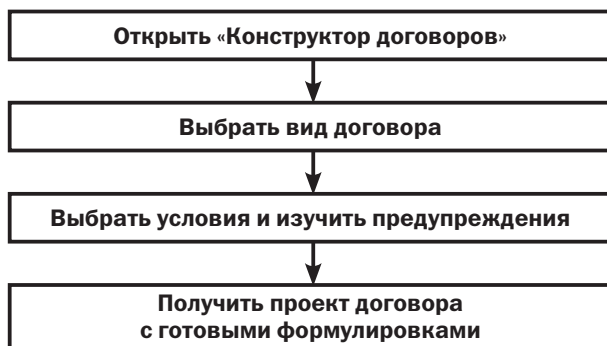 Открыть «Конструктор договоров»
Выбрать вид договора
Выбрать условия и изучить предупреждения
Получить проект договора
с готовыми формулировками